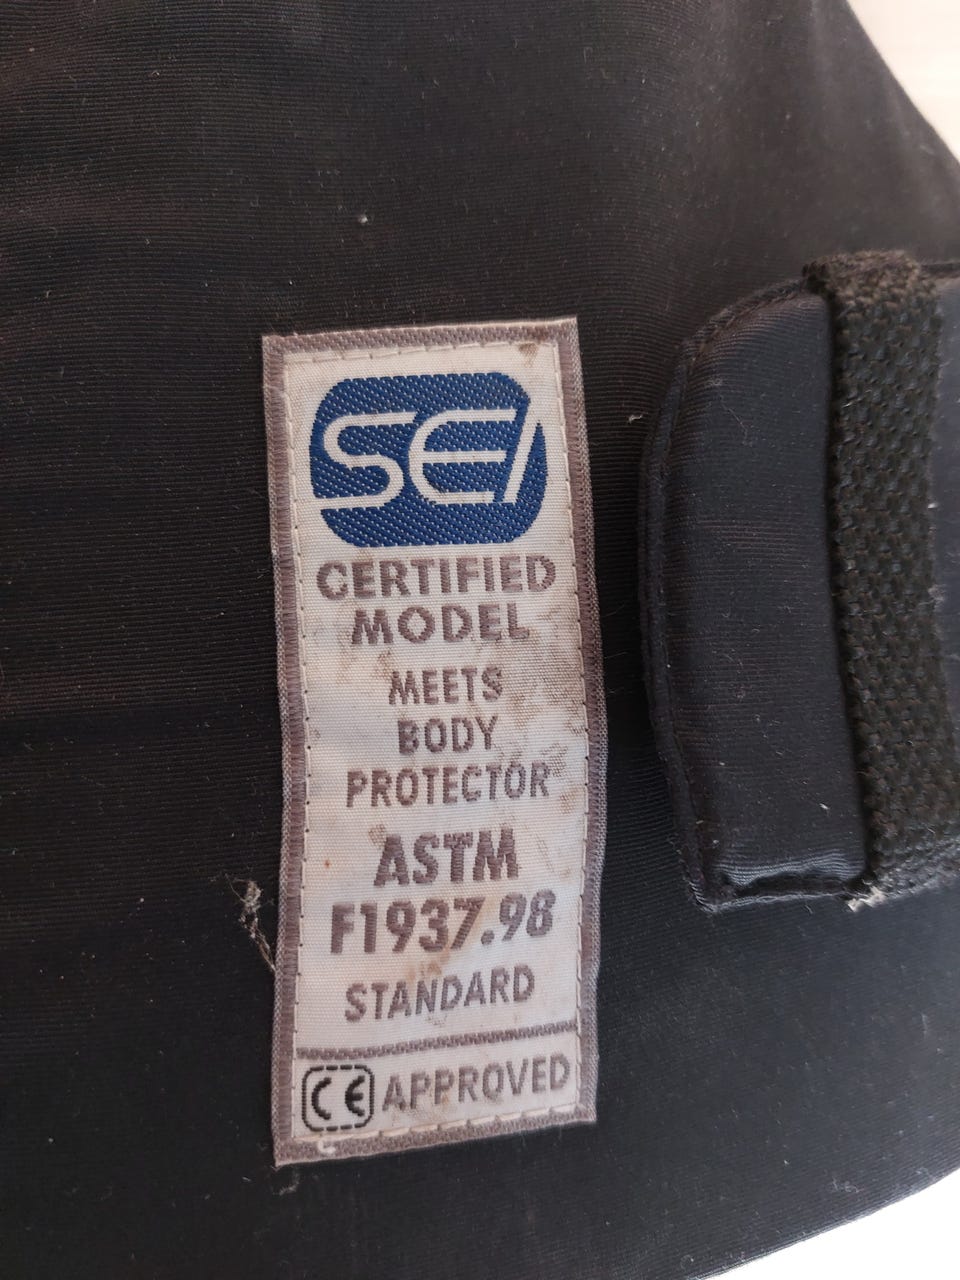 SEI
CERTIFIED
MODEL
MEETS
BODY
PROTECTOR
ASTM
F1937.98
STANDARD
CE APPROVED